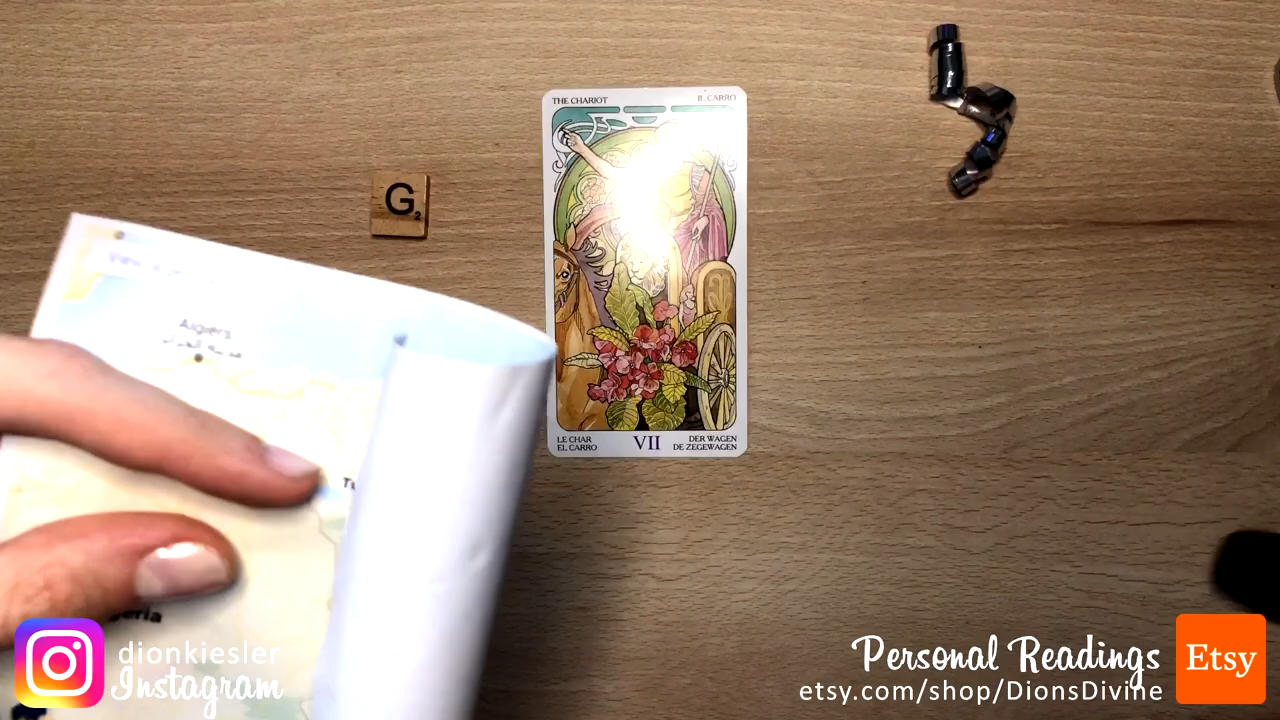 THE CHARIOT
IL CARRO
G2
Algiers
LE CHAR
EL CARRO
VII
DER WAGEN
DE ZEGEWAGEN
dionkiesler
Instagram
Personal Readings
etsy.com/shop/DionsDivine
Etsy